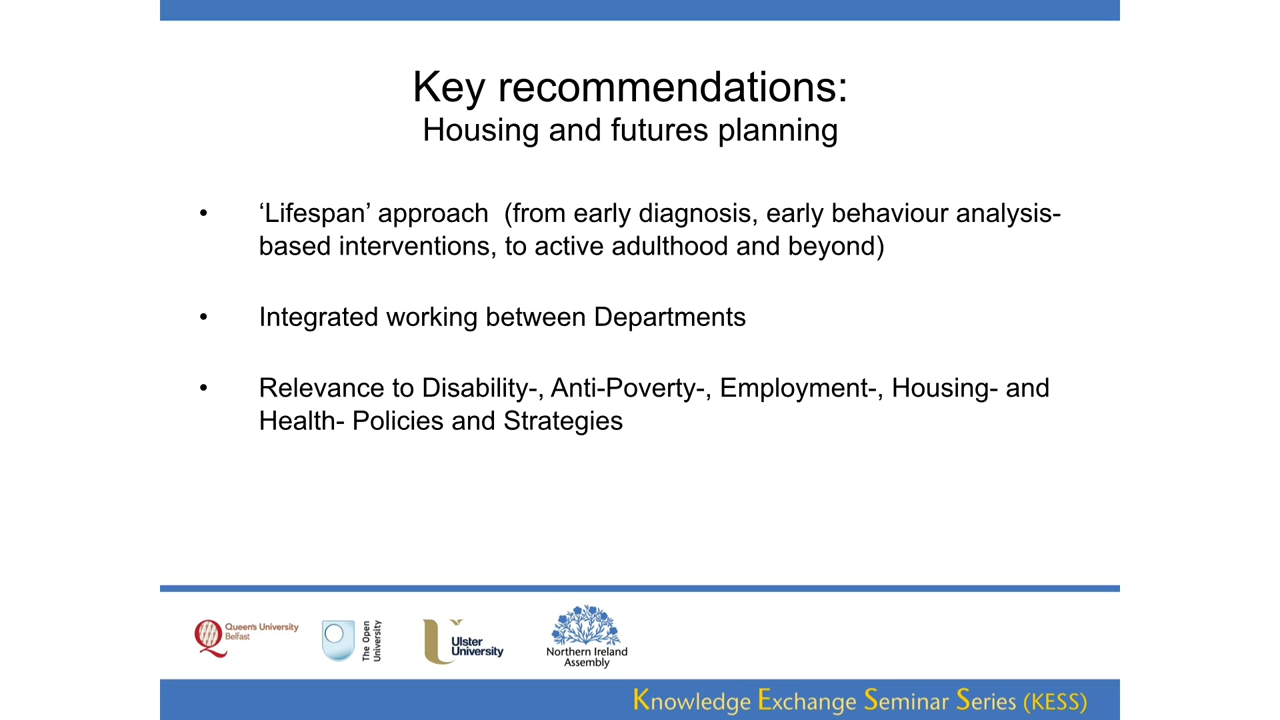 Key recommendations:
Housing and futures planning
• ‘Lifespan’ approach  (from early diagnosis, early behaviour analysis-
based interventions, to active adulthood and beyond)
• Integrated working between Departments
• Relevance to Disability-, Anti-Poverty-, Employment-, Housing- and
Health- Policies and Strategies
Queen's University
Belfast
The Open
University
Ulster
University
Northern Ireland
Assembly
Knowledge Exchange Seminar Series (KESS)